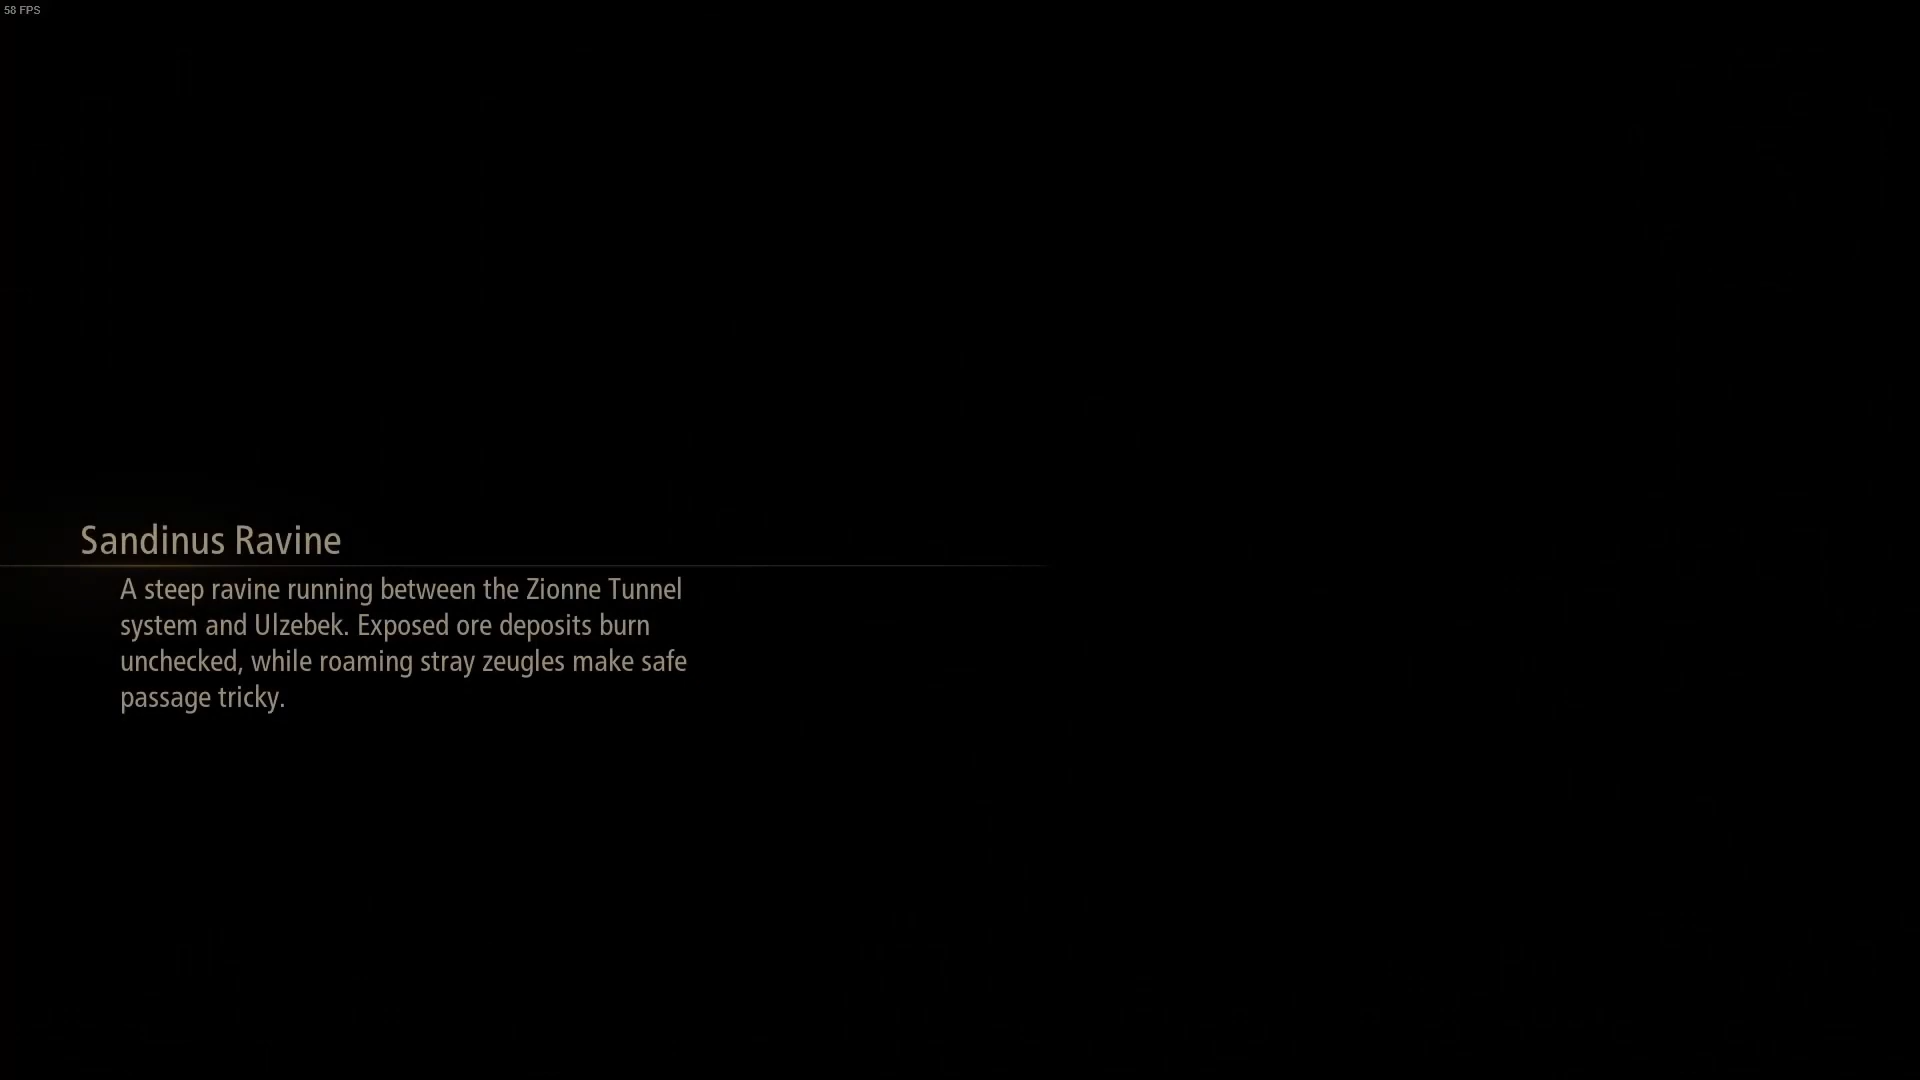 58 FPS
Sandinus Ravine
A steep ravine running between the Zionne Tunnel
system and Ulzebek. Exposed ore deposits burn
unchecked, while roaming stray zeugles make safe
passage tricky.